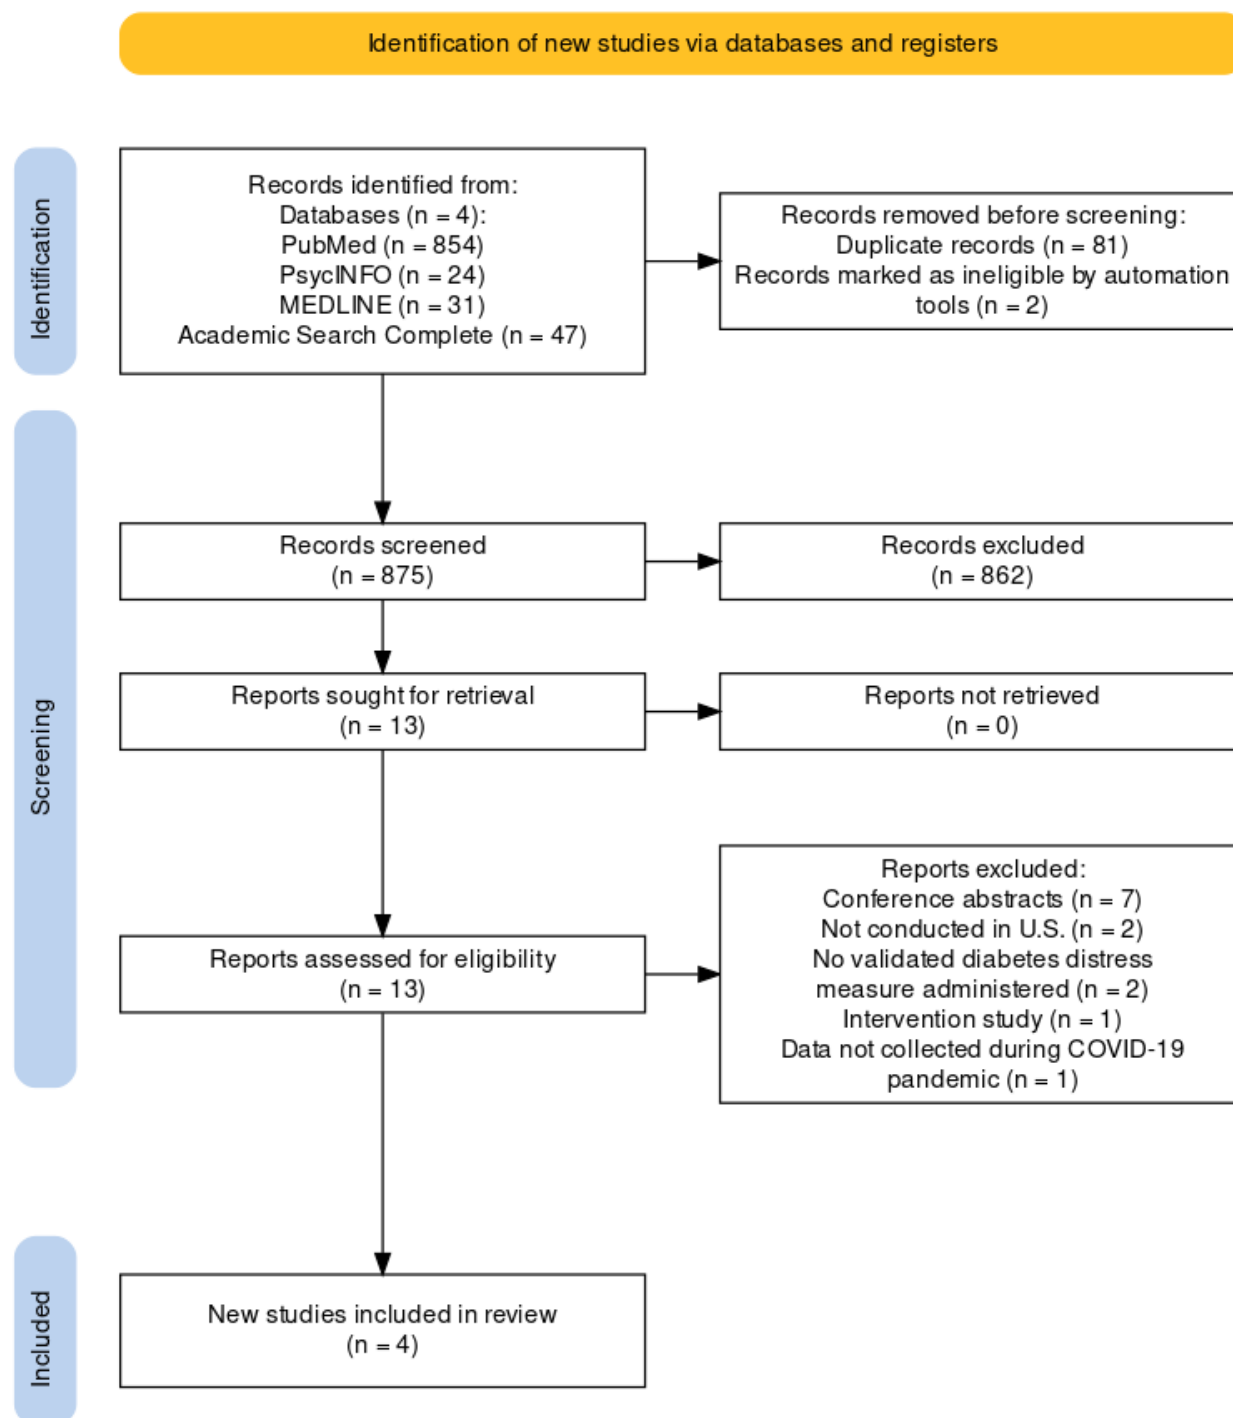 Identification of new studies via databases and registers
Identification
Records identified from:
Databases (n = 4):
PubMed (n = 854)
PsycINFO (n = 24)
MEDLINE (n = 31)
Academic Search Complete (n = 47)
Records removed before screening:
Duplicate records (n = 81)
Records marked as ineligible by automation
tools (n = 2)
Screening
Records screened
(n = 875)
Records excluded
(n = 862)
Reports sought for retrieval
(n = 13)
Reports not retrieved
(n = 0)
Reports assessed for eligibility
(n = 13)
Reports excluded:
Conference abstracts (n = 7)
Not conducted in U.S. (n = 2)
No validated diabetes distress
measure administered (n = 2)
Intervention study (n = 1)
Data not collected during COVID-19
pandemic (n = 1)
Included
New studies included in review
(n = 4)